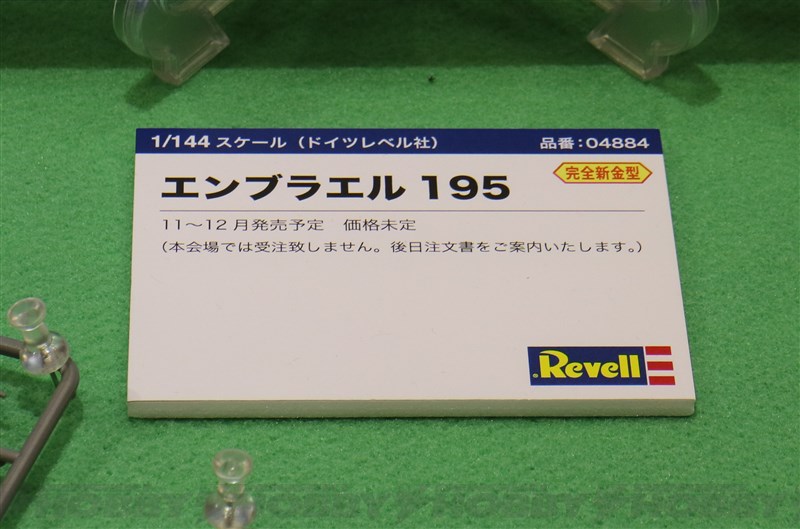 1/144 スケール（ドイツレベル社） 品番：04884
エンブラエル 195 完全新金型
11～12月発売予定　価格未定
（本会場では受注致しません。後日注文書をご案内いたします。）
Revell